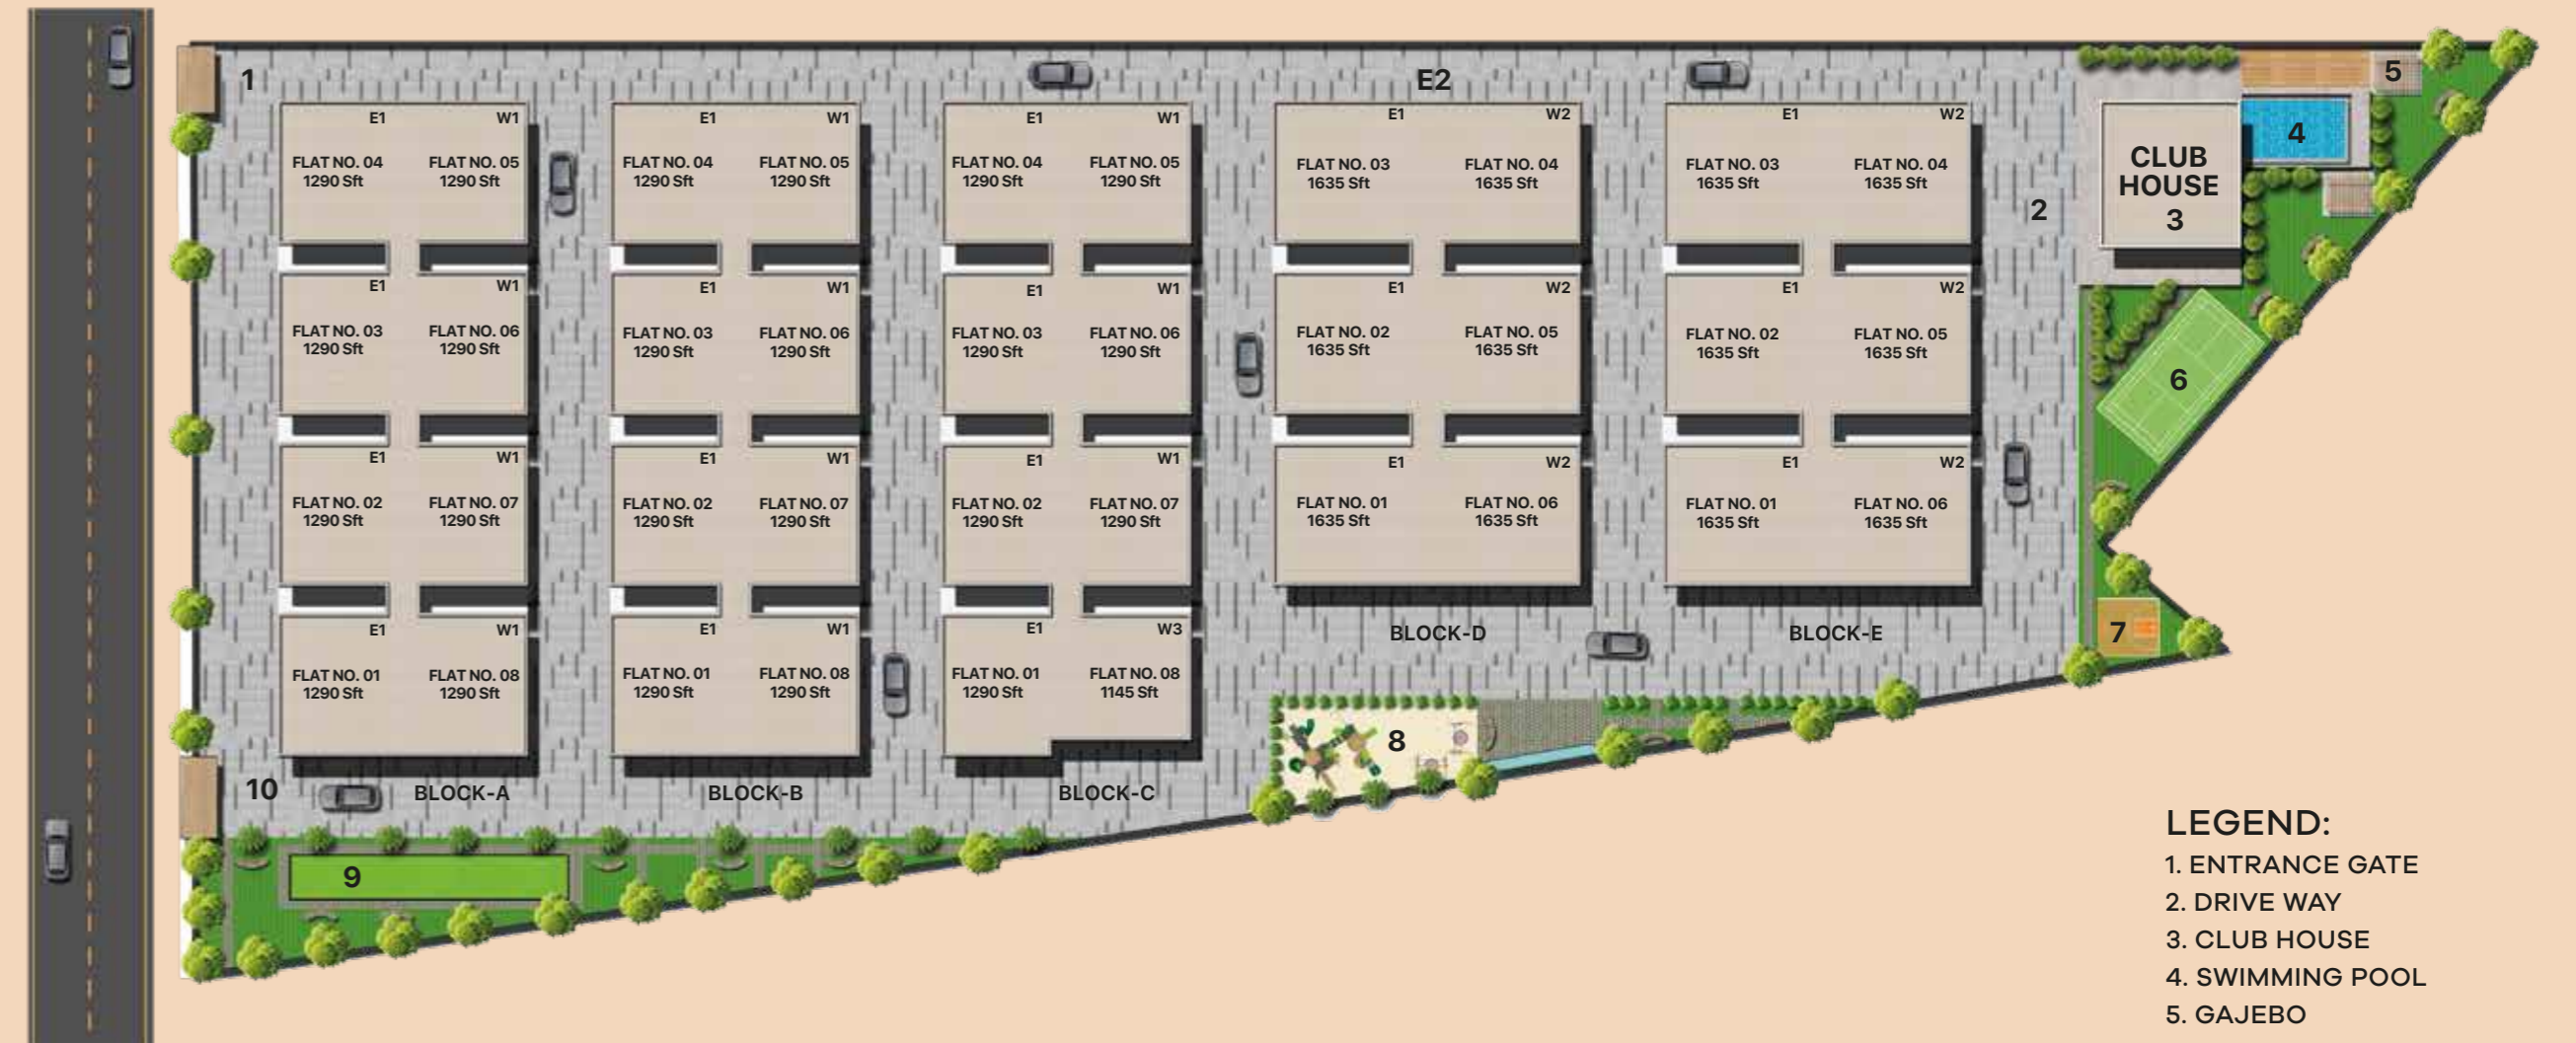 1
E2
5
E1 W1
FLAT NO. 04 FLAT NO. 05
1290 Sft 1290 Sft
E1 W1
FLAT NO. 03 FLAT NO. 06
1290 Sft 1290 Sft
E1 W1
FLAT NO. 02 FLAT NO. 07
1290 Sft 1290 Sft
E1 W1
FLAT NO. 01 FLAT NO. 08
1290 Sft 1290 Sft
BLOCK-A
E1 W1
FLAT NO. 04 FLAT NO. 05
1290 Sft 1290 Sft
E1 W1
FLAT NO. 03 FLAT NO. 06
1290 Sft 1290 Sft
E1 W1
FLAT NO. 02 FLAT NO. 07
1290 Sft 1290 Sft
E1 W1
FLAT NO. 01 FLAT NO. 08
1290 Sft 1290 Sft
BLOCK-B
E1 W1
FLAT NO. 04 FLAT NO. 05
1290 Sft 1290 Sft
E1 W1
FLAT NO. 03 FLAT NO. 06
1290 Sft 1290 Sft
E1 W1
FLAT NO. 02 FLAT NO. 07
1290 Sft 1290 Sft
E1 W3
FLAT NO. 01 FLAT NO. 08
1290 Sft 1145 Sft
BLOCK-C
E1 W2
FLAT NO. 03 FLAT NO. 04
1635 Sft 1635 Sft
E1 W2
FLAT NO. 02 FLAT NO. 05
1635 Sft 1635 Sft
E1 W2
FLAT NO. 01 FLAT NO. 06
1635 Sft 1635 Sft
BLOCK-D
E1 W2
FLAT NO. 03 FLAT NO. 04
1635 Sft 1635 Sft
E1 W2
FLAT NO. 02 FLAT NO. 05
1635 Sft 1635 Sft
E1 W2
FLAT NO. 01 FLAT NO. 06
1635 Sft 1635 Sft
BLOCK-E
2
CLUB
HOUSE
3
4
6
7
8
10
9
LEGEND:
1. ENTRANCE GATE
2. DRIVE WAY
3. CLUB HOUSE
4. SWIMMING POOL
5. GAJEBO